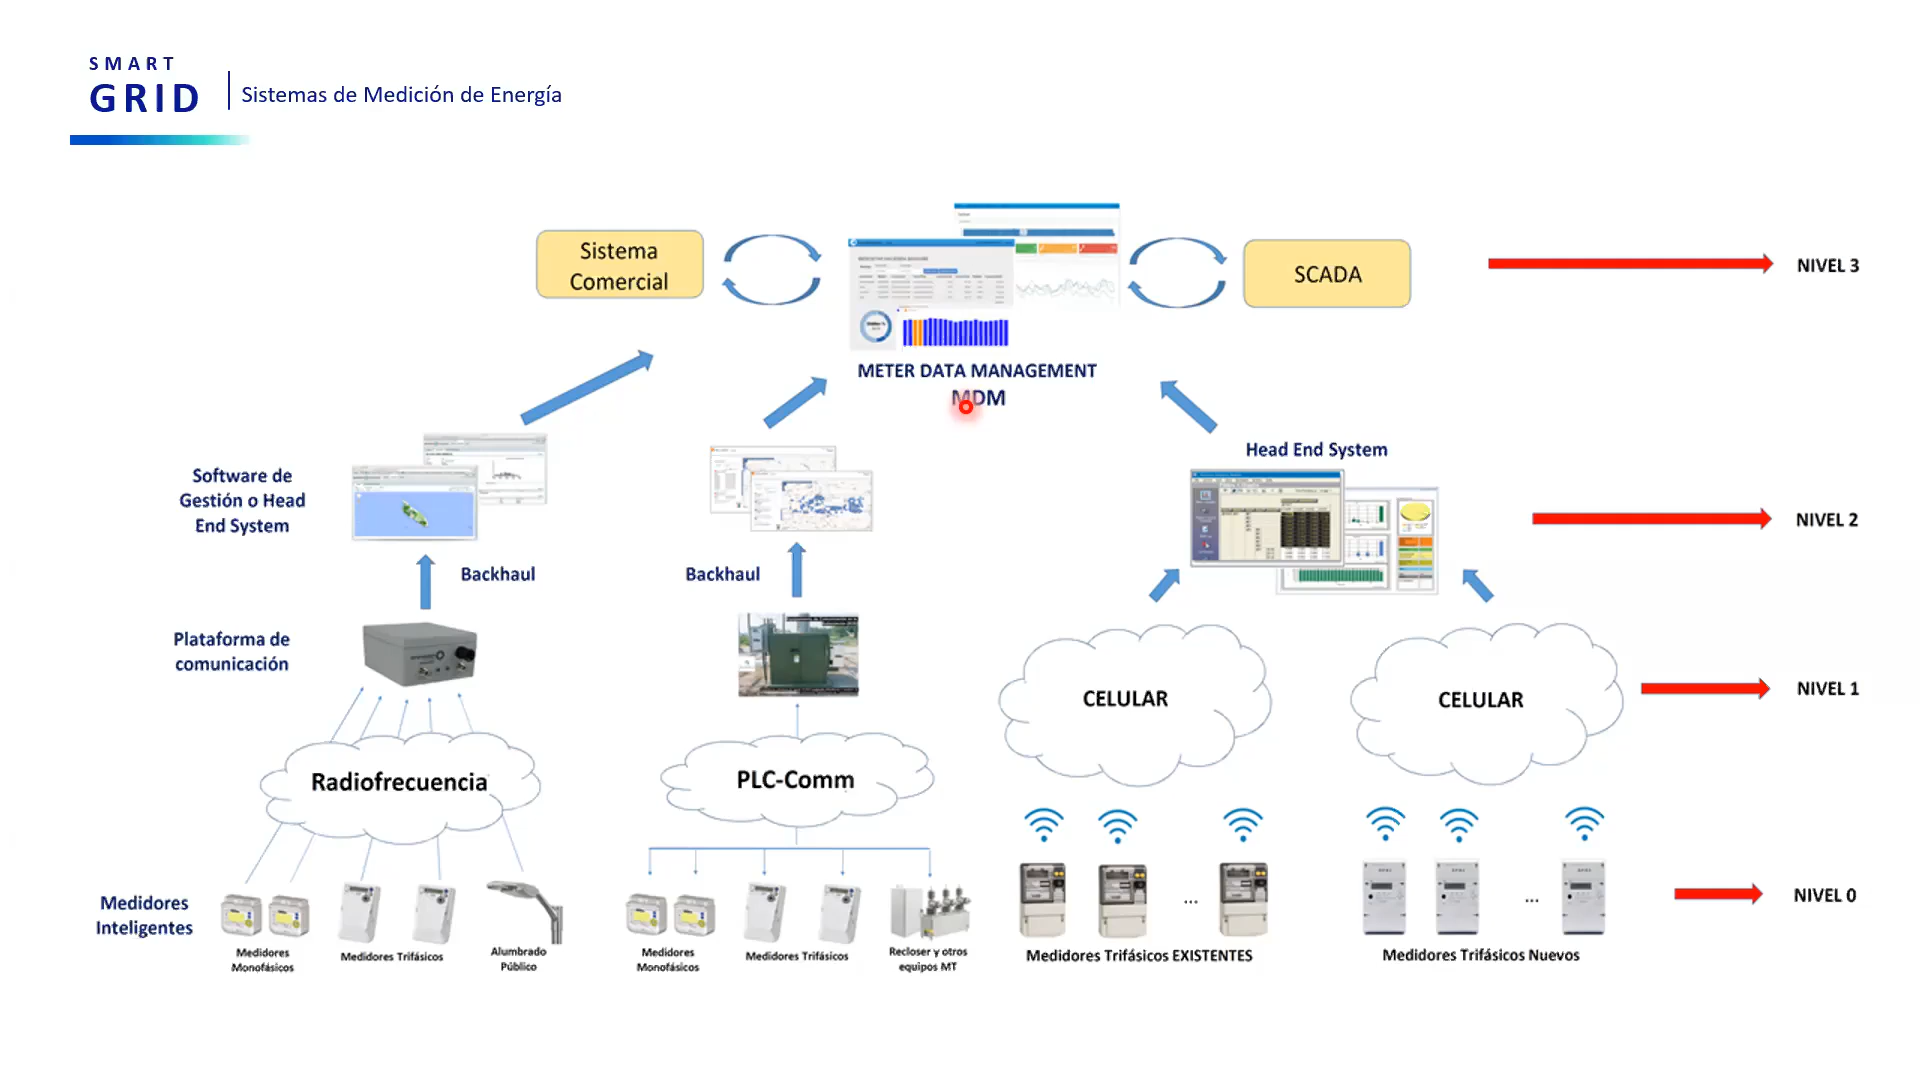 SMART
GRID
Sistemas de Medición de Energía
Sistema
Comercial
SCADA
NIVEL 3
METER DATA MANAGEMENT
MDM
Head End System
Software de
Gestión o Head
End System
NIVEL 2
Backhaul
Backhaul
Plataforma de
comunicación
CELULAR
CELULAR
NIVEL 1
Radiofrecuencia
PLC-Comm
Medidores
Inteligentes
...
...
NIVEL 0
Medidores
Monofásicos
Medidores Trifásicos
Alumbrado
Público
Medidores
Monofásicos
Medidores Trifásicos
Recloser y otros
equipos MT
Medidores Trifásicos EXISTENTES
Medidores Trifásicos Nuevos